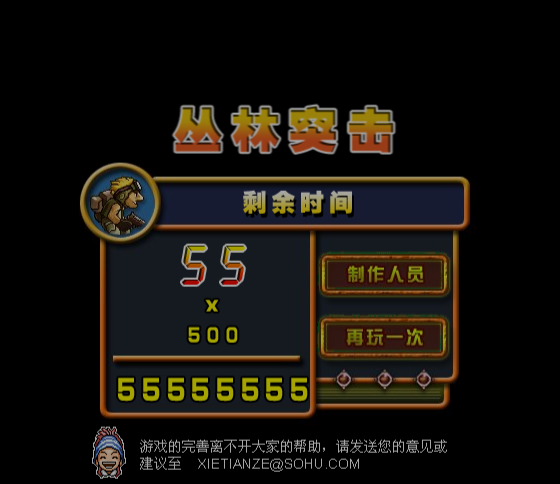 丛林突击
剩余时间
55
x
500
55555555
制作人员
再玩一次
游戏的完善离不开大家的帮助，请发送您的意见或
建议至 XIETIANZE@SOHU.COM